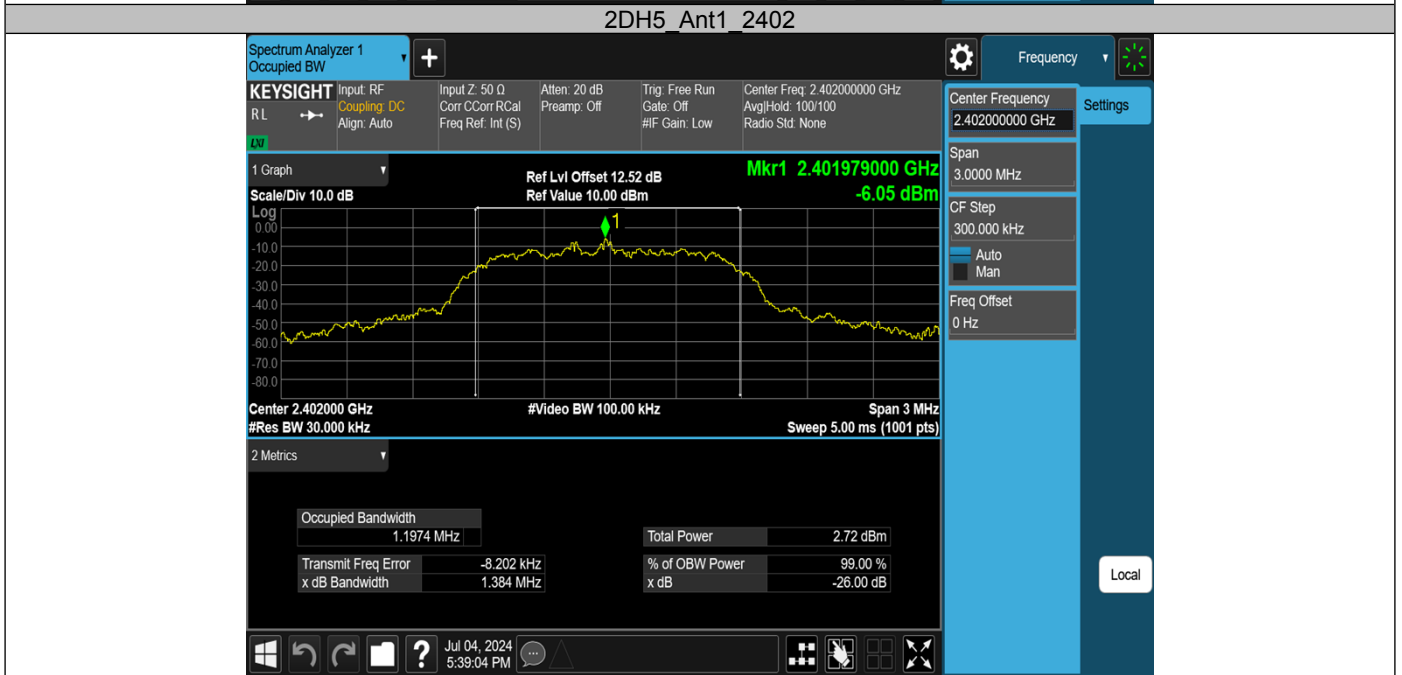 2DH5_Ant1_2402
Spectrum Analyzer 1
Occupied BW
+
Frequency
KEYSIGHT
RL
LXI
Input: RF
Coupling: DC
Align: Auto
Input Z: 50 Ω
Corr CCorr RCal
Freq Ref: Int (S)
Atten: 20 dB
Preamp: Off
Trig: Free Run
Gate: Off
#IF Gain: Low
Center Freq: 2.402000000 GHz
Avg|Hold: 100/100
Radio Std: None
Center Frequency
2.402000000 GHz
Settings
Span
3.0000 MHz
CF Step
300.000 kHz
Auto
Man
Freq Offset
0 Hz
1 Graph
Scale/Div 10.0 dB
Ref Lvl Offset 12.52 dB
Ref Value 10.00 dBm
Mkr1 2.401979000 GHz
-6.05 dBm
Log
0.00
-10.0
-20.0
-30.0
-40.0
-50.0
-60.0
-70.0
-80.0
1
Center 2.402000 GHz
#Video BW 100.00 kHz
Span 3 MHz
#Res BW 30.000 kHz
Sweep 5.00 ms (1001 pts)
2 Metrics
Occupied Bandwidth
1.1974 MHz
Total Power 2.72 dBm
Transmit Freq Error -8.202 kHz
% of OBW Power 99.00 %
x dB Bandwidth 1.384 MHz
x dB -26.00 dB
Local
?
Jul 04, 2024
5:39:04 PM